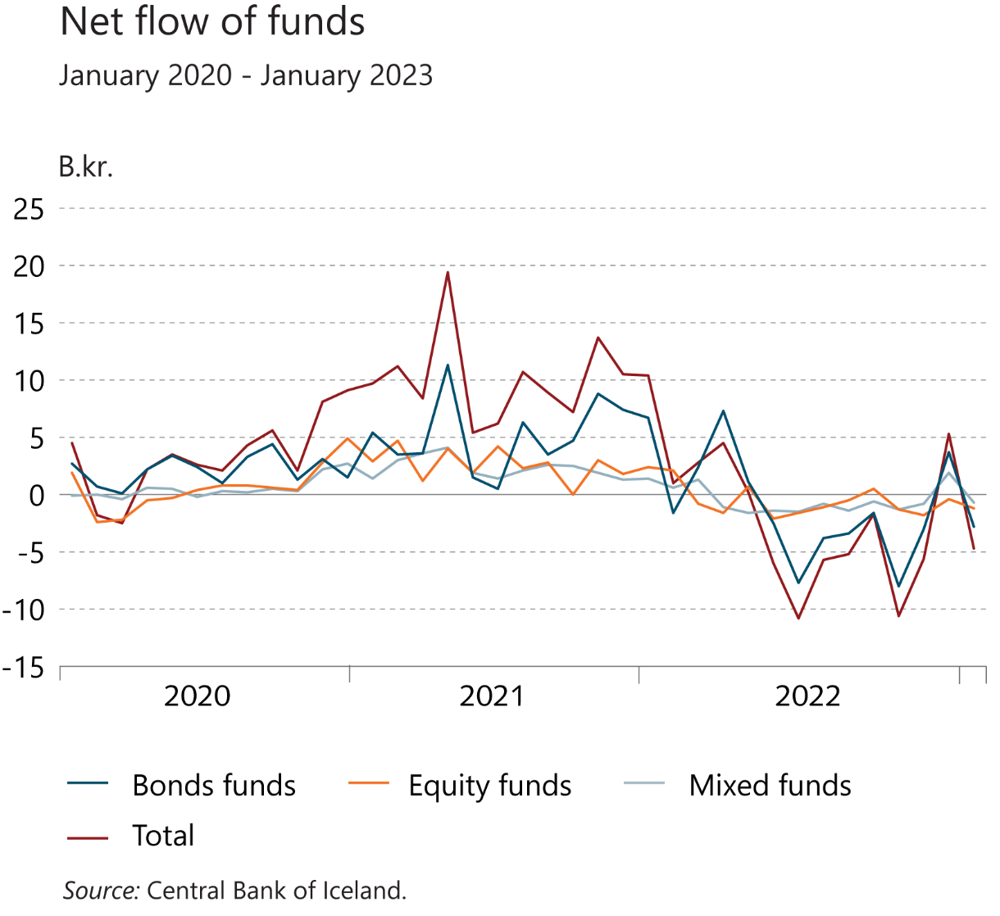 Net flow of funds
January 2020 - January 2023
B.kr.
25
20
15
10
5
0
-5
-10
-15
2020 2021 2022
Bonds funds Equity funds Mixed funds
Total
Source: Central Bank of Iceland.